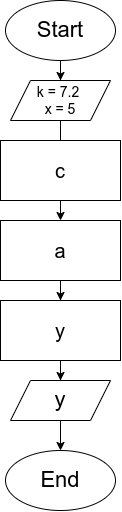 Start
k = 7.2
x = 5
c
a
y
y
End